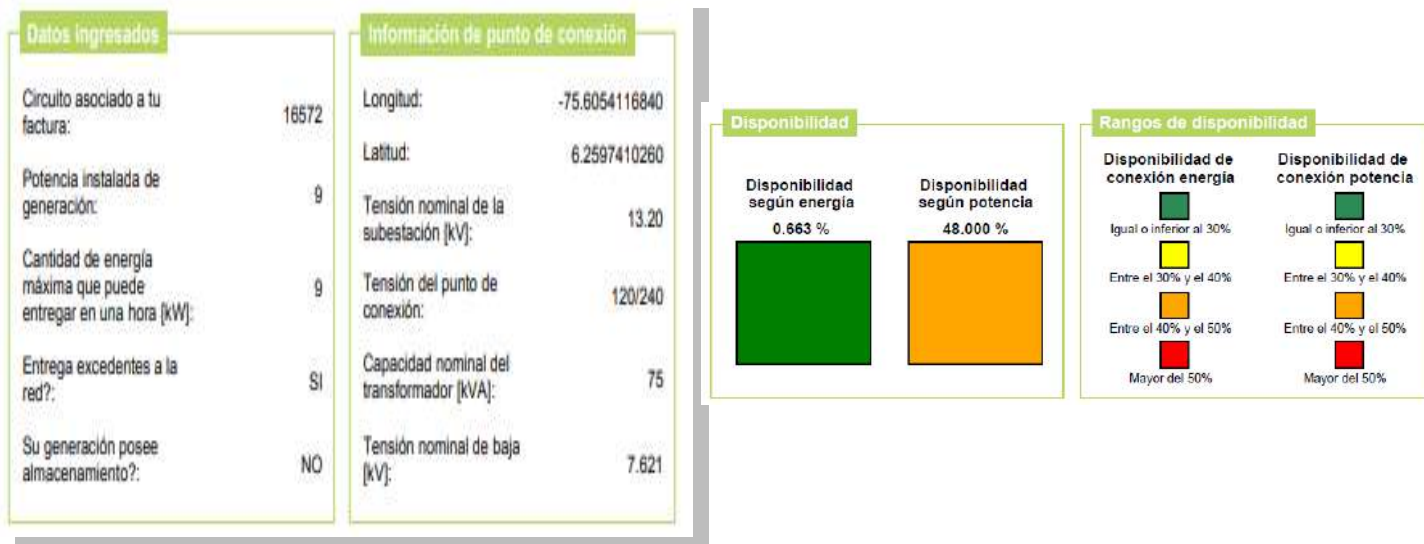 Datos ingresados
Circuito asociado a tu
factura:
16572
Potencia instalada de
generación:
9
Cantidad de energía
máxima que puede
entregar en una hora [kW]:
9
Entrega excedentes a la
red?:
SI
Su generación posee
almacenamiento?:
NO
Información de punto de conexión
Longitud:
-75.6054116840
Latitud:
6.2597410260
Tensión nominal de la
subestación [kV]:
13.20
Tensión del punto de
conexión:
120/240
Capacidad nominal del
transformador [kVA]:
75
Tensión nominal de baja
[kV]:
7.621
Disponibilidad
Disponibilidad
según energía
0.663 %
Disponibilidad
según potencia
48.000 %
Rangos de disponibilidad
Disponibilidad de
conexión energía
Igual o inferior al 30%
Entre el 30% y el 40%
Entre el 40% y el 50%
Mayor del 50%
Disponibilidad de
conexión potencia
Igual o inferior al 30%
Entre el 30% y el 40%
Entre el 40% y el 50%
Mayor del 50%